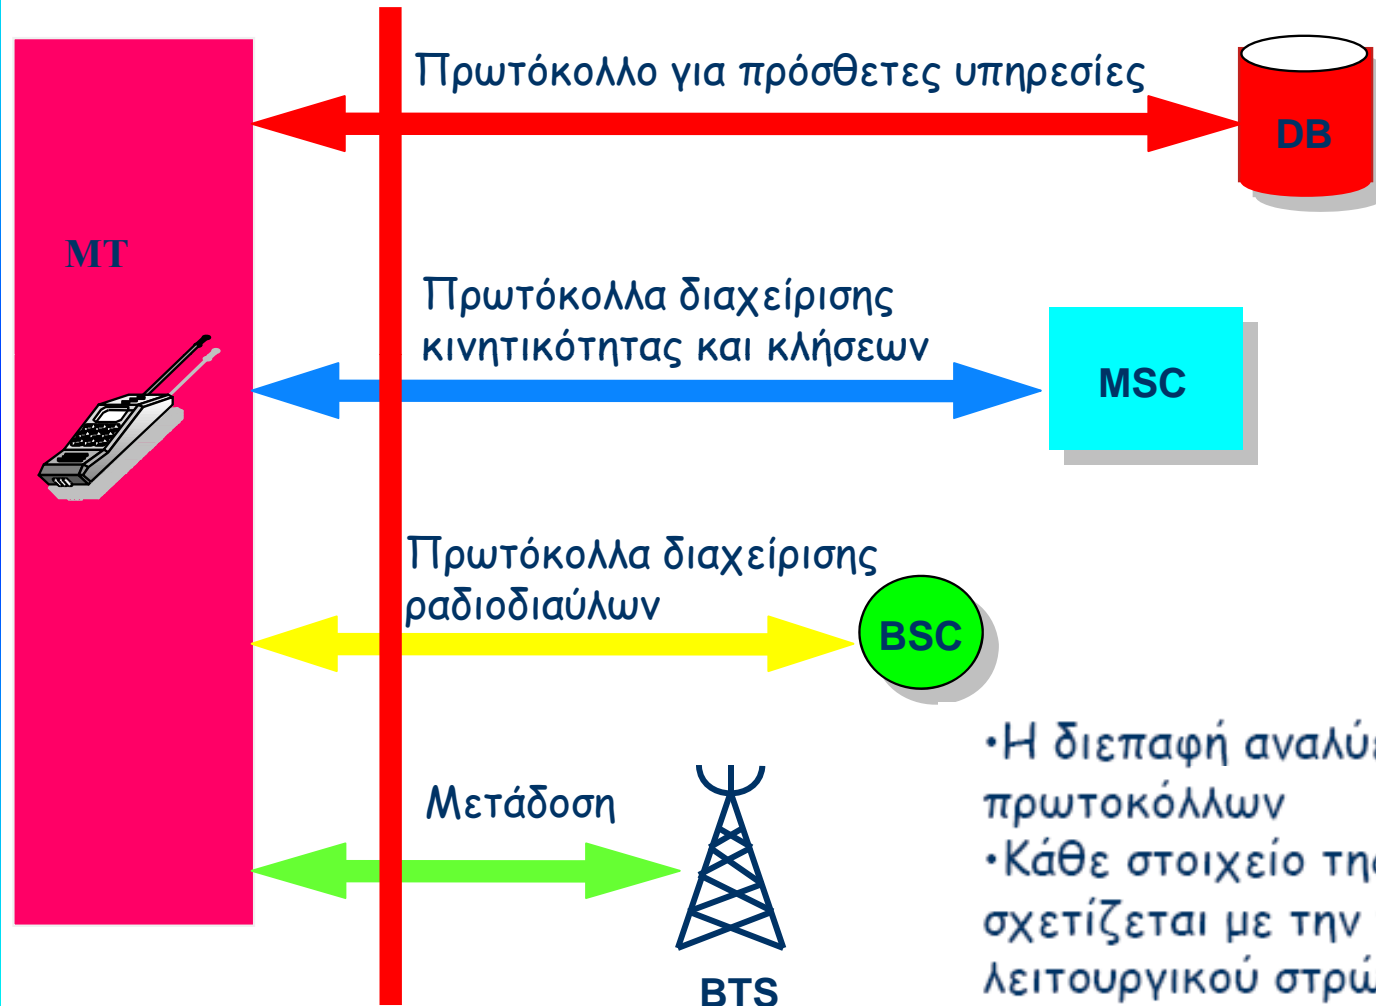 Πρωτόκολλο για πρόσθετες υπηρεσίες
DB
MT
Πρωτόκολλα διαχείρισης
κινητικότητας και κλήσεων
MSC
Πρωτόκολλα διαχείρισης
ραδιοδιαύλων
BSC
Μετάδοση
BTS
•Η διεπαφή
πρωτοκόλλων
•Κάθε στοιχείο
σχετίζεται με την
λειτουργικού